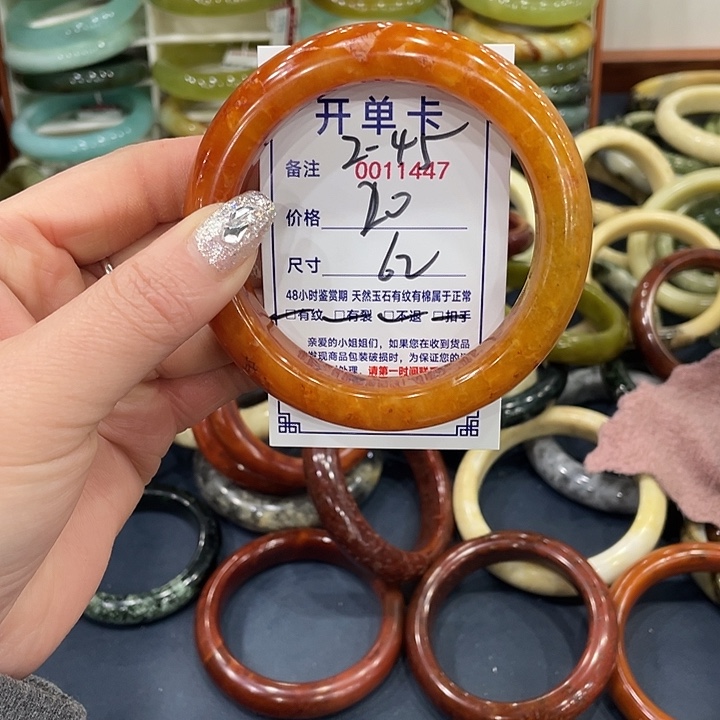 开单卡
2-45
备注 0011447
价格 20
尺寸 62
48小时鉴赏期 天然玉石有纹有棉属于正常
□有纹 □有裂 □不退 □扣手
亲爱的小姐姐们，如果您在收到货品
发现商品包装破损时，为保证您的
处理，请第一时间联